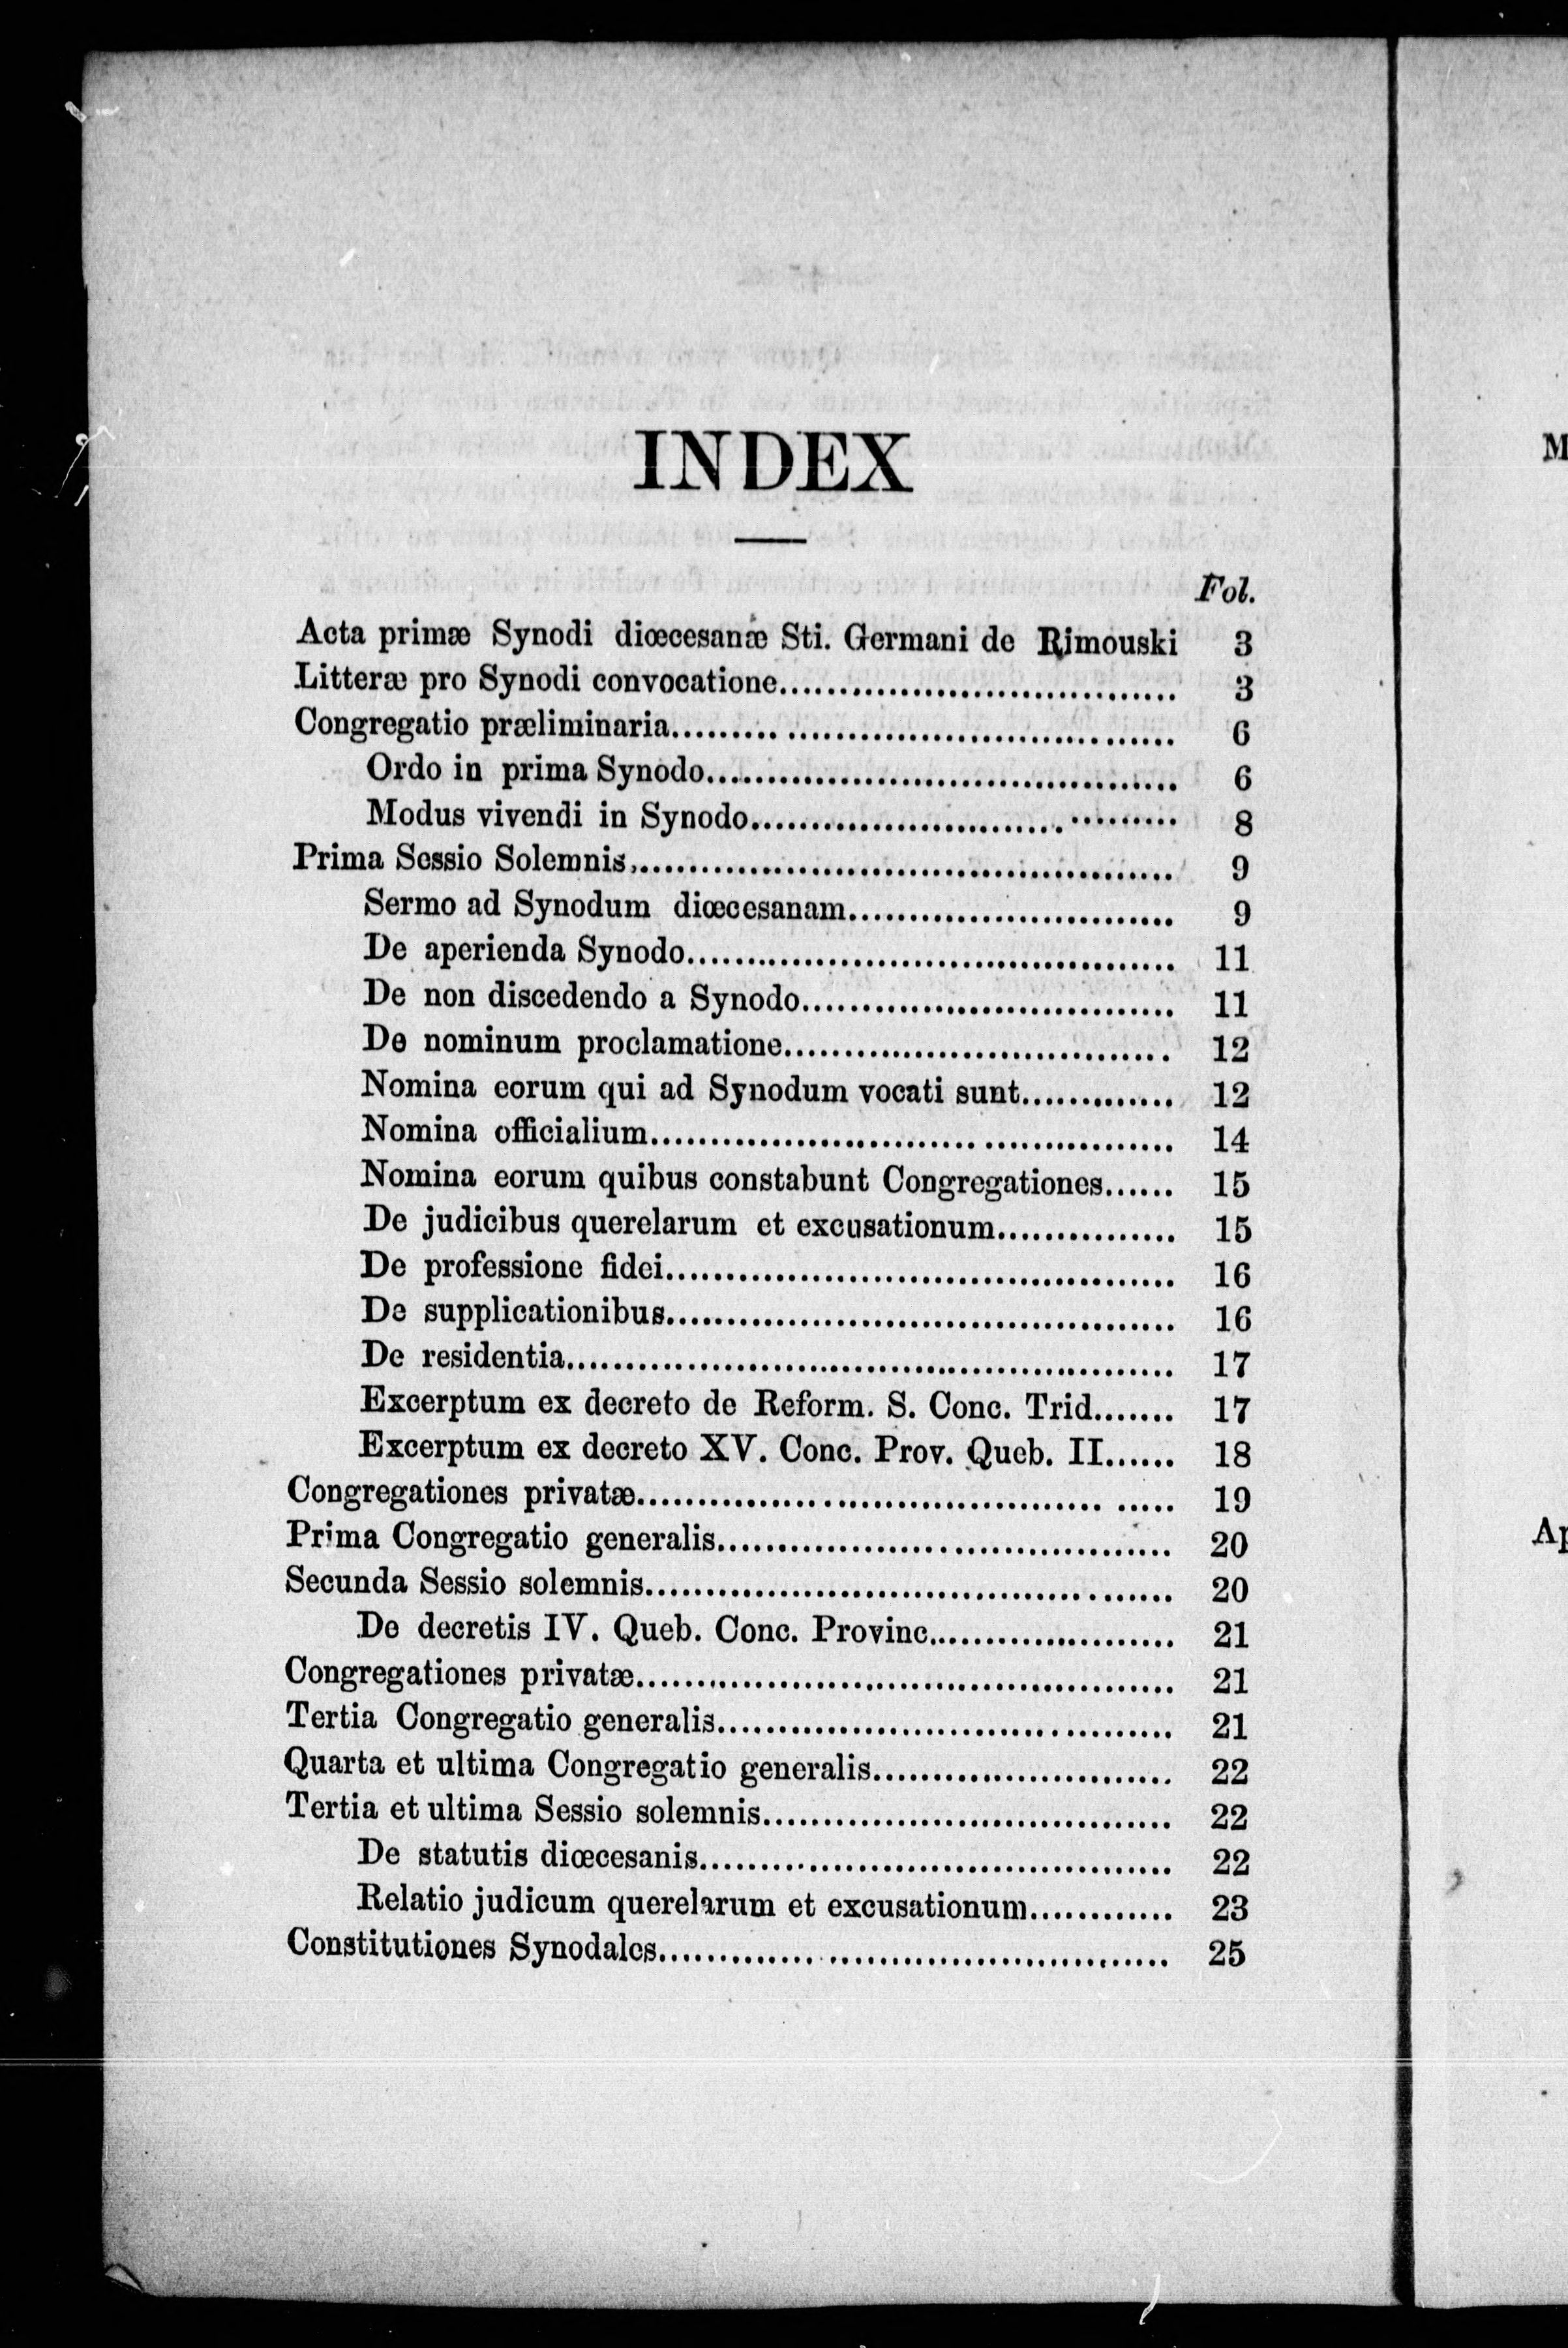 INDEX
Fol.
Acta primæ Synodi diœcesanæ Sti. Germani de Rimouski 3
Litteræ pro Synodi convocatione................................. 3
Congregatio præliminaria......................................... 6
Ordo in prima Synodo....................................... 6
Modus vivendi in Synodo................................... 8
Prima Sessio Solemnis,............................................ 9
Sermo ad Synodum diœcesanam........................... 9
De aperienda Synodo........................................ 11
De non discedendo a Synodo............................... 11
De nominum proclamatione................................ 12
Nomina eorum qui ad Synodum vocati sunt............. 12
Nomina officialium........................................... 14
Nomina eorum quibus constabunt Congregationes...... 15
De judicibus querelarum et excusationum............... 15
De professione fidei.......................................... 16
De supplicationibus.......................................... 16
De residentia.................................................. 17
Excerptum ex decreto de Reform. S. Conc. Trid....... 17
Excerptum ex decreto XV. Conc. Prov. Queb. II...... 18
Congregationes privatæ............................................ 19
Prima Congregatio generalis...................................... 20
Secunda Sessio solemnis........................................... 20
De decretis IV. Queb. Conc. Provinc.................... 21
Congregationes privatæ............................................ 21
Tertia Congregatio generalis...................................... 21
Quarta et ultima Congregatio generalis......................... 22
Tertia et ultima Sessio solemnis.................................. 22
De statutis diœcesanis....................................... 22
Relatio judicum querelarum et excusationum............ 23
Constitutiones Synodales.......................................... 25